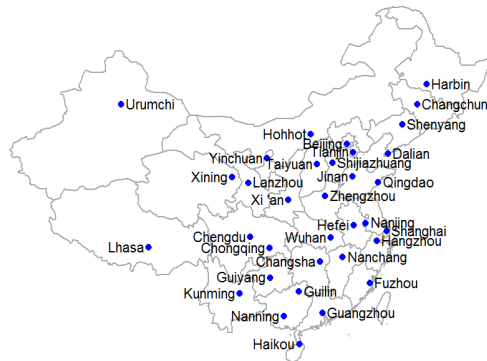 Harbin
Urumchi
Changchun
Shenyang
Hohhot
Beijing
Tianjin
Dalian
Yinchuan
Taiyuan
Shijiazhuang
Xining
Lanzhou
Jinan
Qingdao
Xi 'an
Zhengzhou
Hefei
Nanjing
Shanghai
Chengdu
Wuhan
Hangzhou
Lhasa
Chongqing
Changsha
Nanchang
Guiyang
Fuzhou
Kunming
Guilin
Nanning
Guangzhou
Haikou